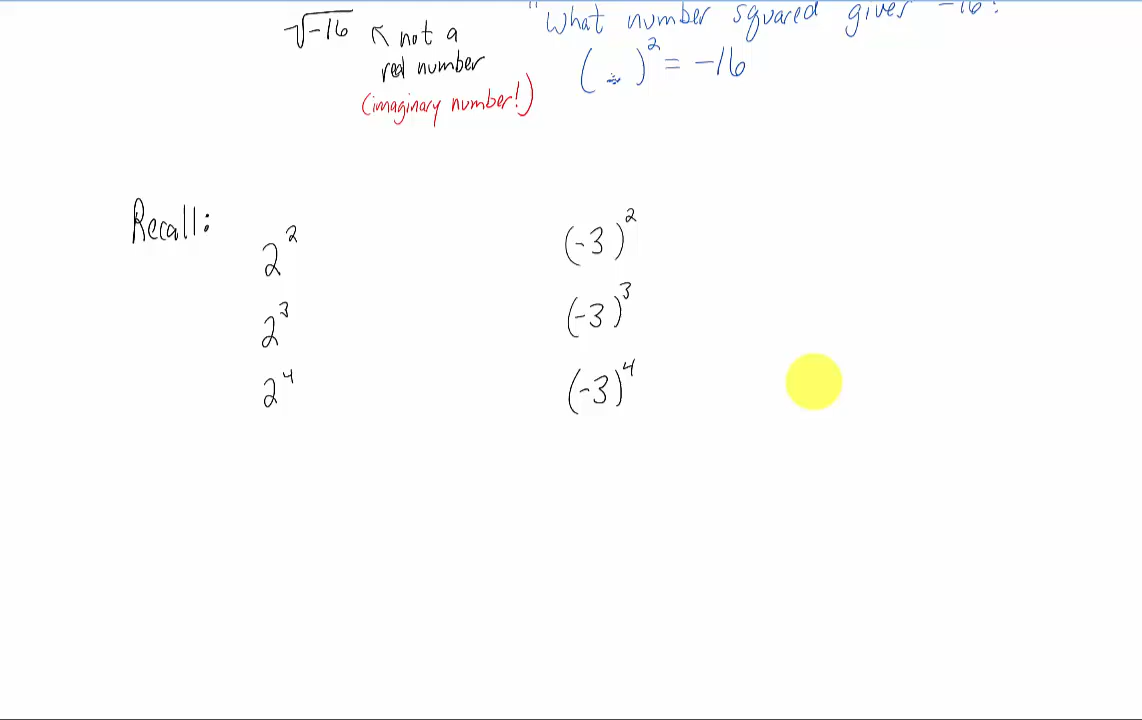 √-16 ↖ not a
real number
(imaginary number!)
"What number squared gives -16?
( )² = -16
Recall:
2² (-3)²
2³ (-3)³
2⁴ (-3)⁴